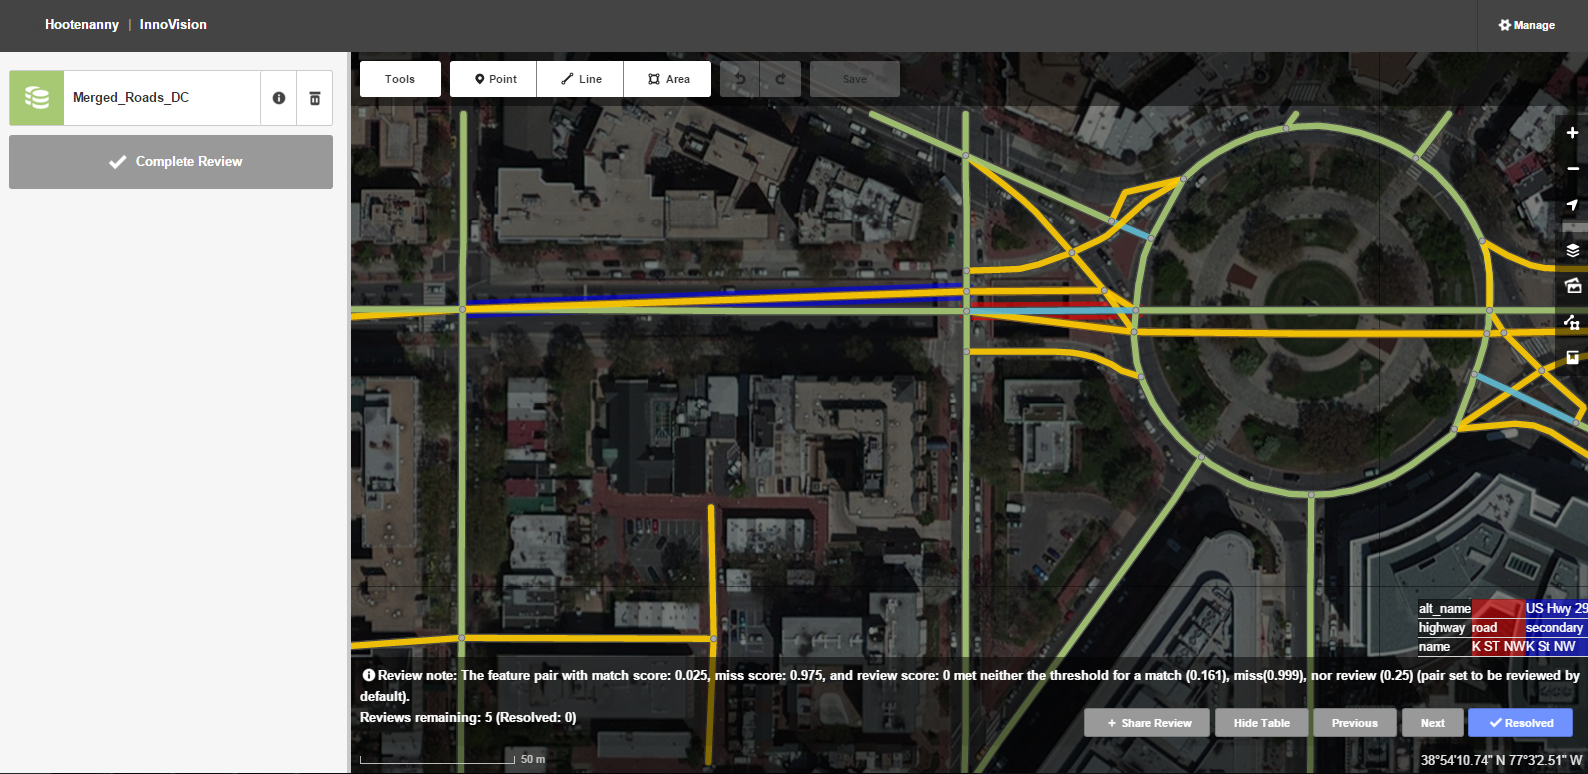 Hootenanny | InnoVision
Manage
Merged_Roads_DC
Complete Review
Tools
Point
Line
Area
Save
alt_name US Hwy 29
highway road secondary
name K ST NW K St NW
Review note: The feature pair with match score: 0.025, miss score: 0.975, and review score: 0 met neither the threshold for a match (0.161), miss(0.999), nor review (0.25) (pair set to be reviewed by
default).
Reviews remaining: 5 (Resolved: 0)
+ Share Review
Hide Table
Previous
Next
Resolved
50 m
38°54'10.74" N 77°3'2.51" W